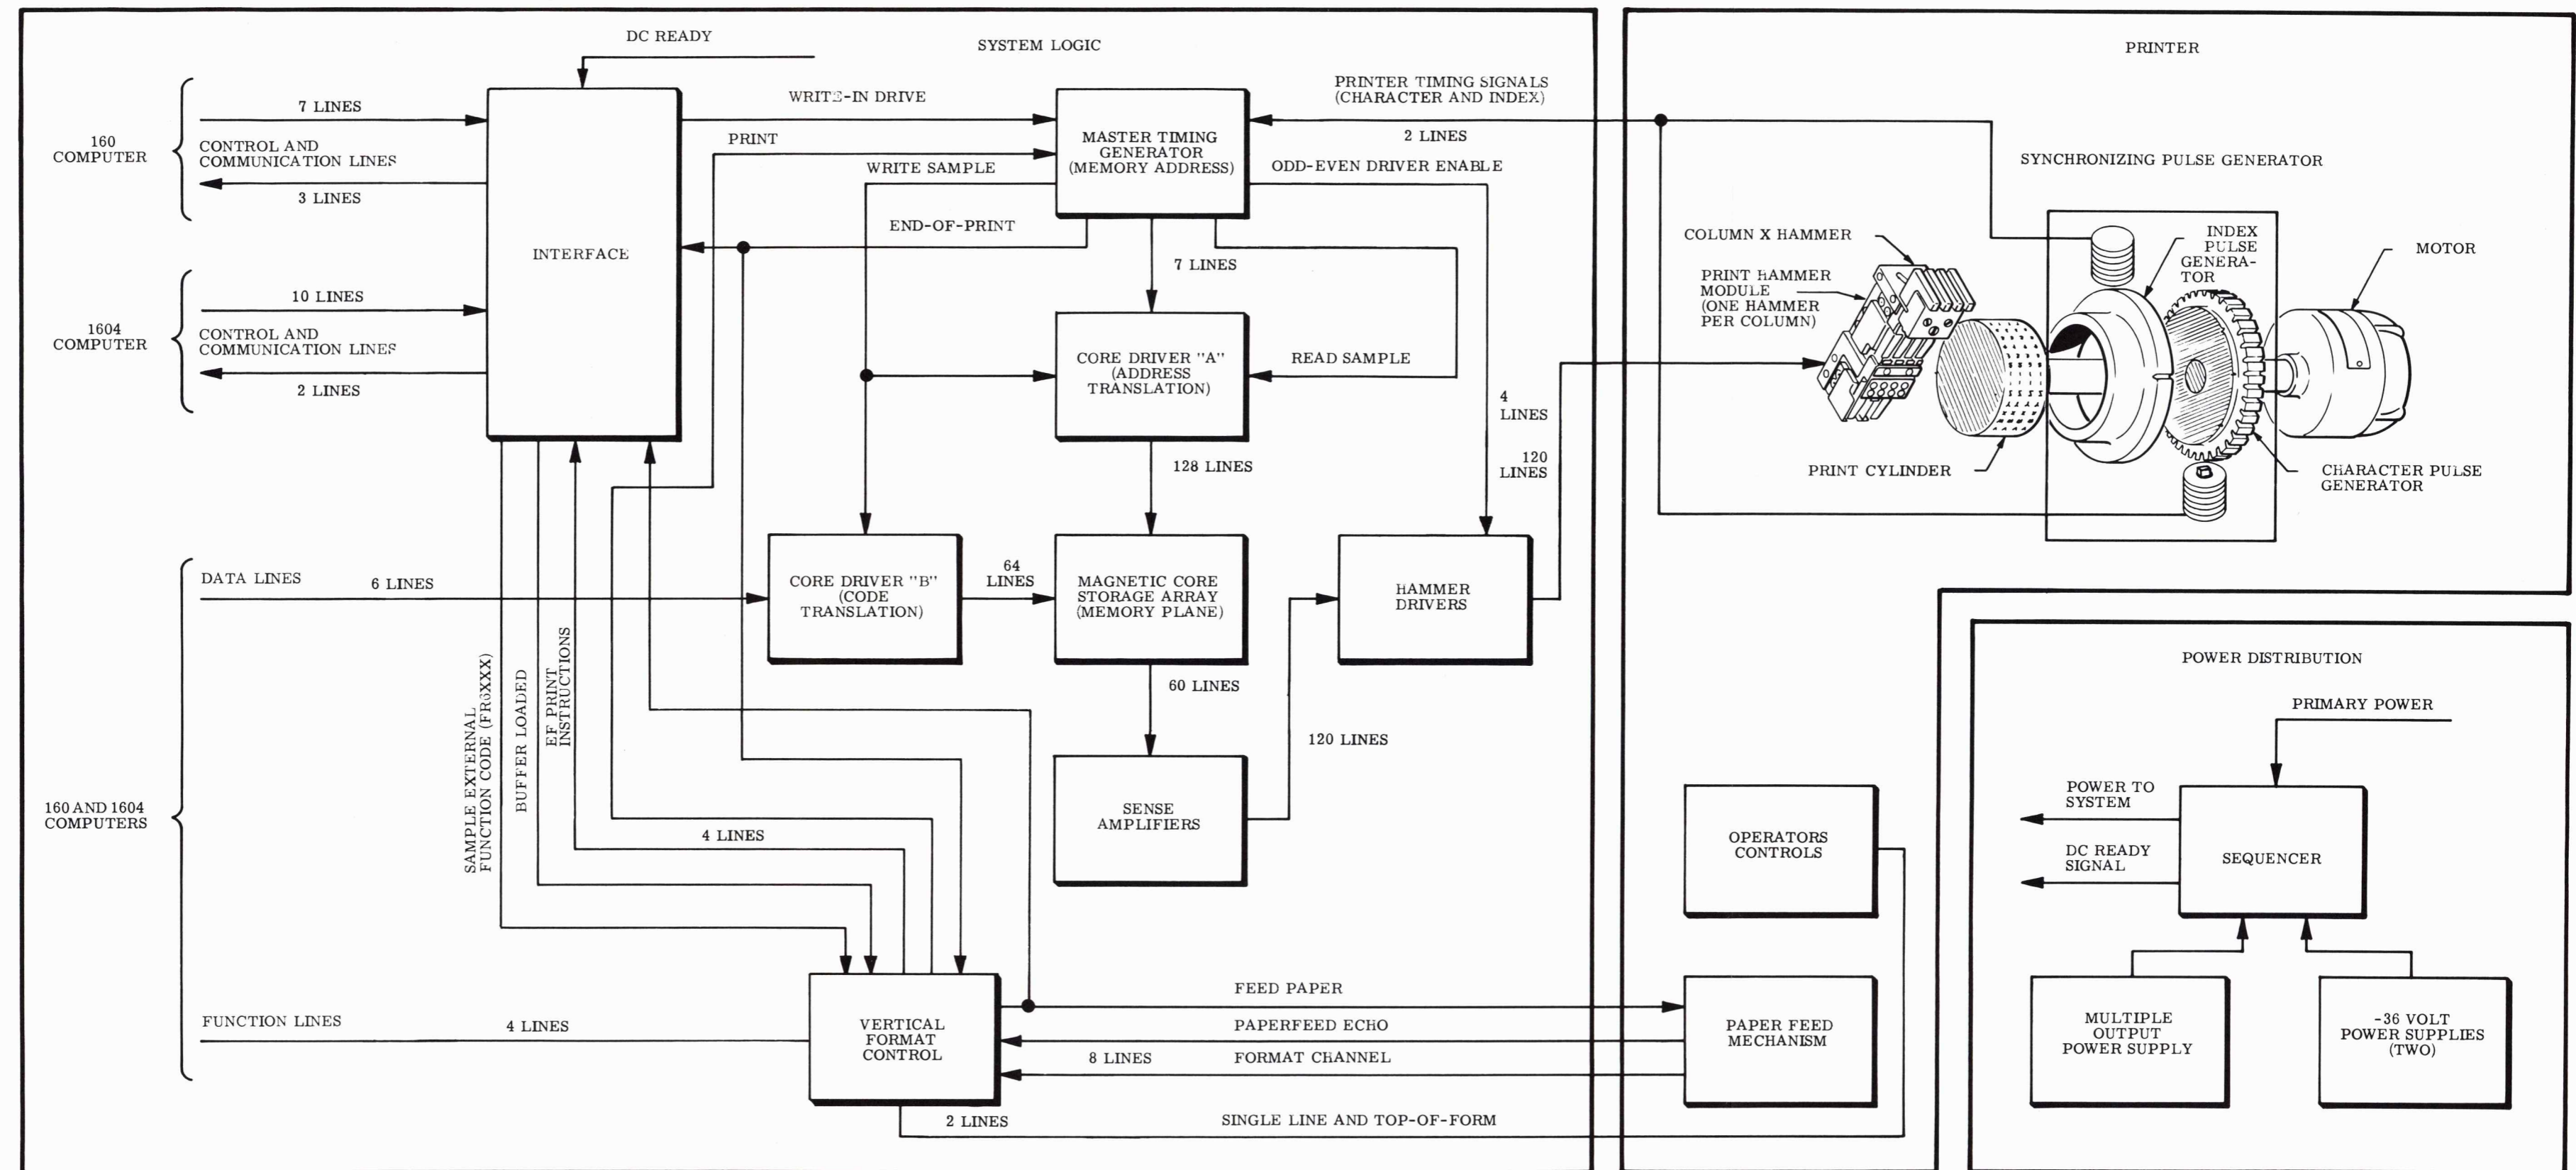 DC READY
SYSTEM LOGIC
7 LINES
160
COMPUTER
CONTROL AND
COMMUNICATION LINES
3 LINES
10 LINES
1604
COMPUTER
CONTROL AND
COMMUNICATION LINES
2 LINES
INTERFACE
WRITE-IN DRIVE
PRINT
WRITE SAMPLE
END-OF-PRINT
MASTER TIMING
GENERATOR
(MEMORY ADDRESS)
PRINTER TIMING SIGNALS
(CHARACTER AND INDEX)
2 LINES
ODD-EVEN DRIVER ENABLE
7 LINES
CORE DRIVER "A"
(ADDRESS
TRANSLATION)
READ SAMPLE
4
LINES
120
LINES
128 LINES
DATA LINES
6 LINES
CORE DRIVER "B"
(CODE
TRANSLATION)
64
LINES
MAGNETIC CORE
STORAGE ARRAY
(MEMORY PLANE)
HAMMER
DRIVERS
60 LINES
120 LINES
SENSE
AMPLIFIERS
SAMPLE EXTERNAL
FUNCTION CODE (FR6XXX)
BUFFER LOADED
EF PRINT
INSTRUCTIONS
4 LINES
160 AND 1604
COMPUTERS
FUNCTION LINES
4 LINES
VERTICAL
FORMAT
CONTROL
FEED PAPER
PAPERFEED ECHO
8 LINES
FORMAT CHANNEL
2 LINES
SINGLE LINE AND TOP-OF-FORM
PRINTER
SYNCHRONIZING PULSE GENERATOR
COLUMN X HAMMER
PRINT HAMMER
MODULE
(ONE HAMMER
PER COLUMN)
INDEX
PULSE
GENERA-
TOR
MOTOR
PRINT CYLINDER
CHARACTER PULSE
GENERATOR
OPERATORS
CONTROLS
PAPER FEED
MECHANISM
POWER DISTRIBUTION
PRIMARY POWER
POWER TO
SYSTEM
DC READY
SIGNAL
SEQUENCER
MULTIPLE
OUTPUT
POWER SUPPLY
-36 VOLT
POWER SUPPLIES
(TWO)